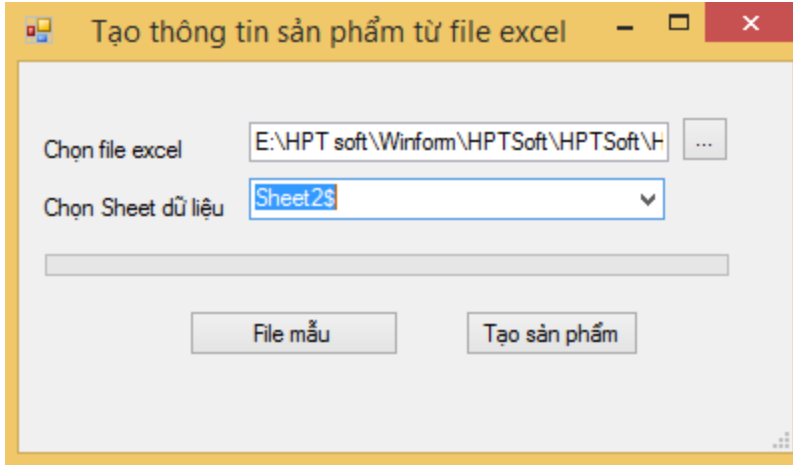 Tạo thông tin sản phẩm từ file excel
Chọn file excel
E:\HPT soft\Winform\HPTSoft\HPTSoft\H
...
Chọn Sheet dữ liệu
Sheet2$
File mẫu
Tạo sản phẩm